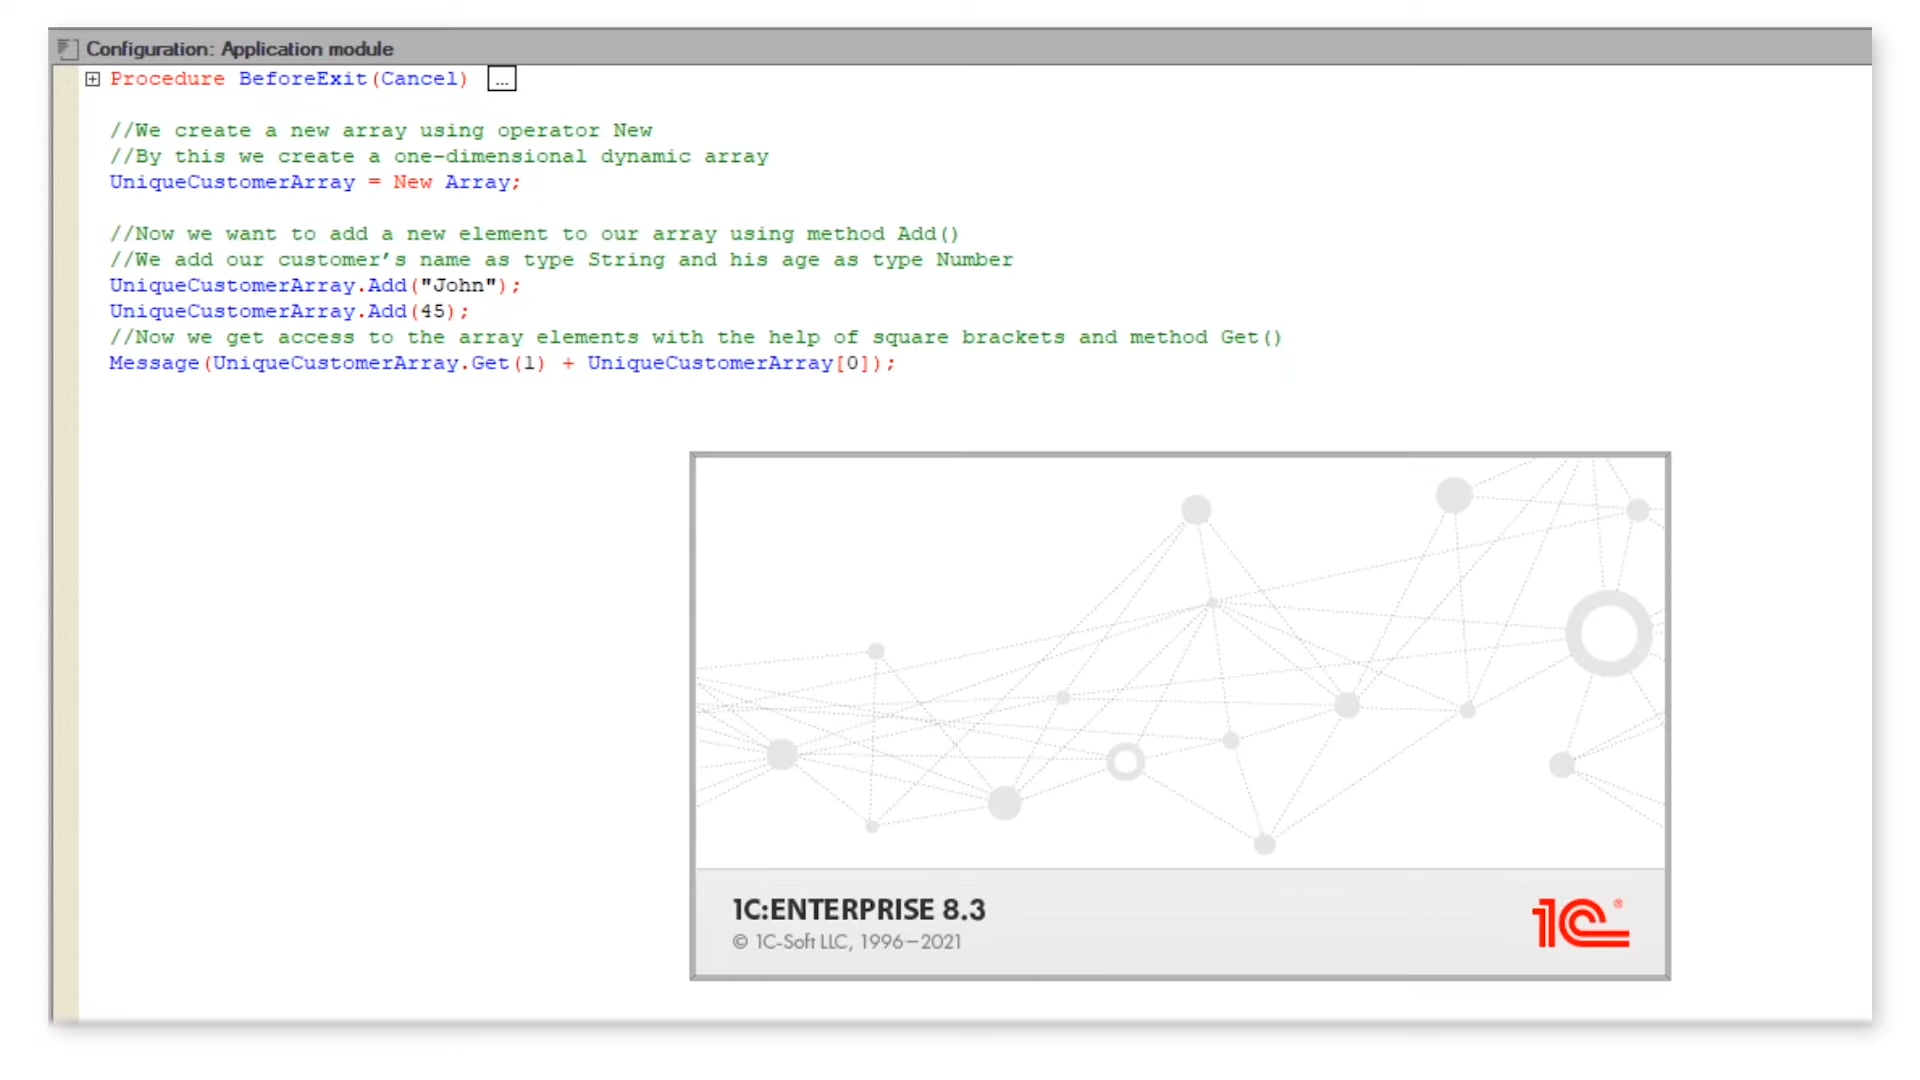 Configuration: Application module
Procedure BeforeExit(Cancel) ...
//We create a new array using operator New
//By this we create a one-dimensional dynamic array
UniqueCustomerArray = New Array;
//Now we want to add a new element to our array using method Add()
//We add our customer’s name as type String and his age as type Number
UniqueCustomerArray.Add("John");
UniqueCustomerArray.Add(45);
//Now we get access to the array elements with the help of square brackets and method Get()
Message(UniqueCustomerArray.Get(1) + UniqueCustomerArray[0]);
1C:ENTERPRISE 8.3
© 1C-Soft LLC, 1996–2021
1C®